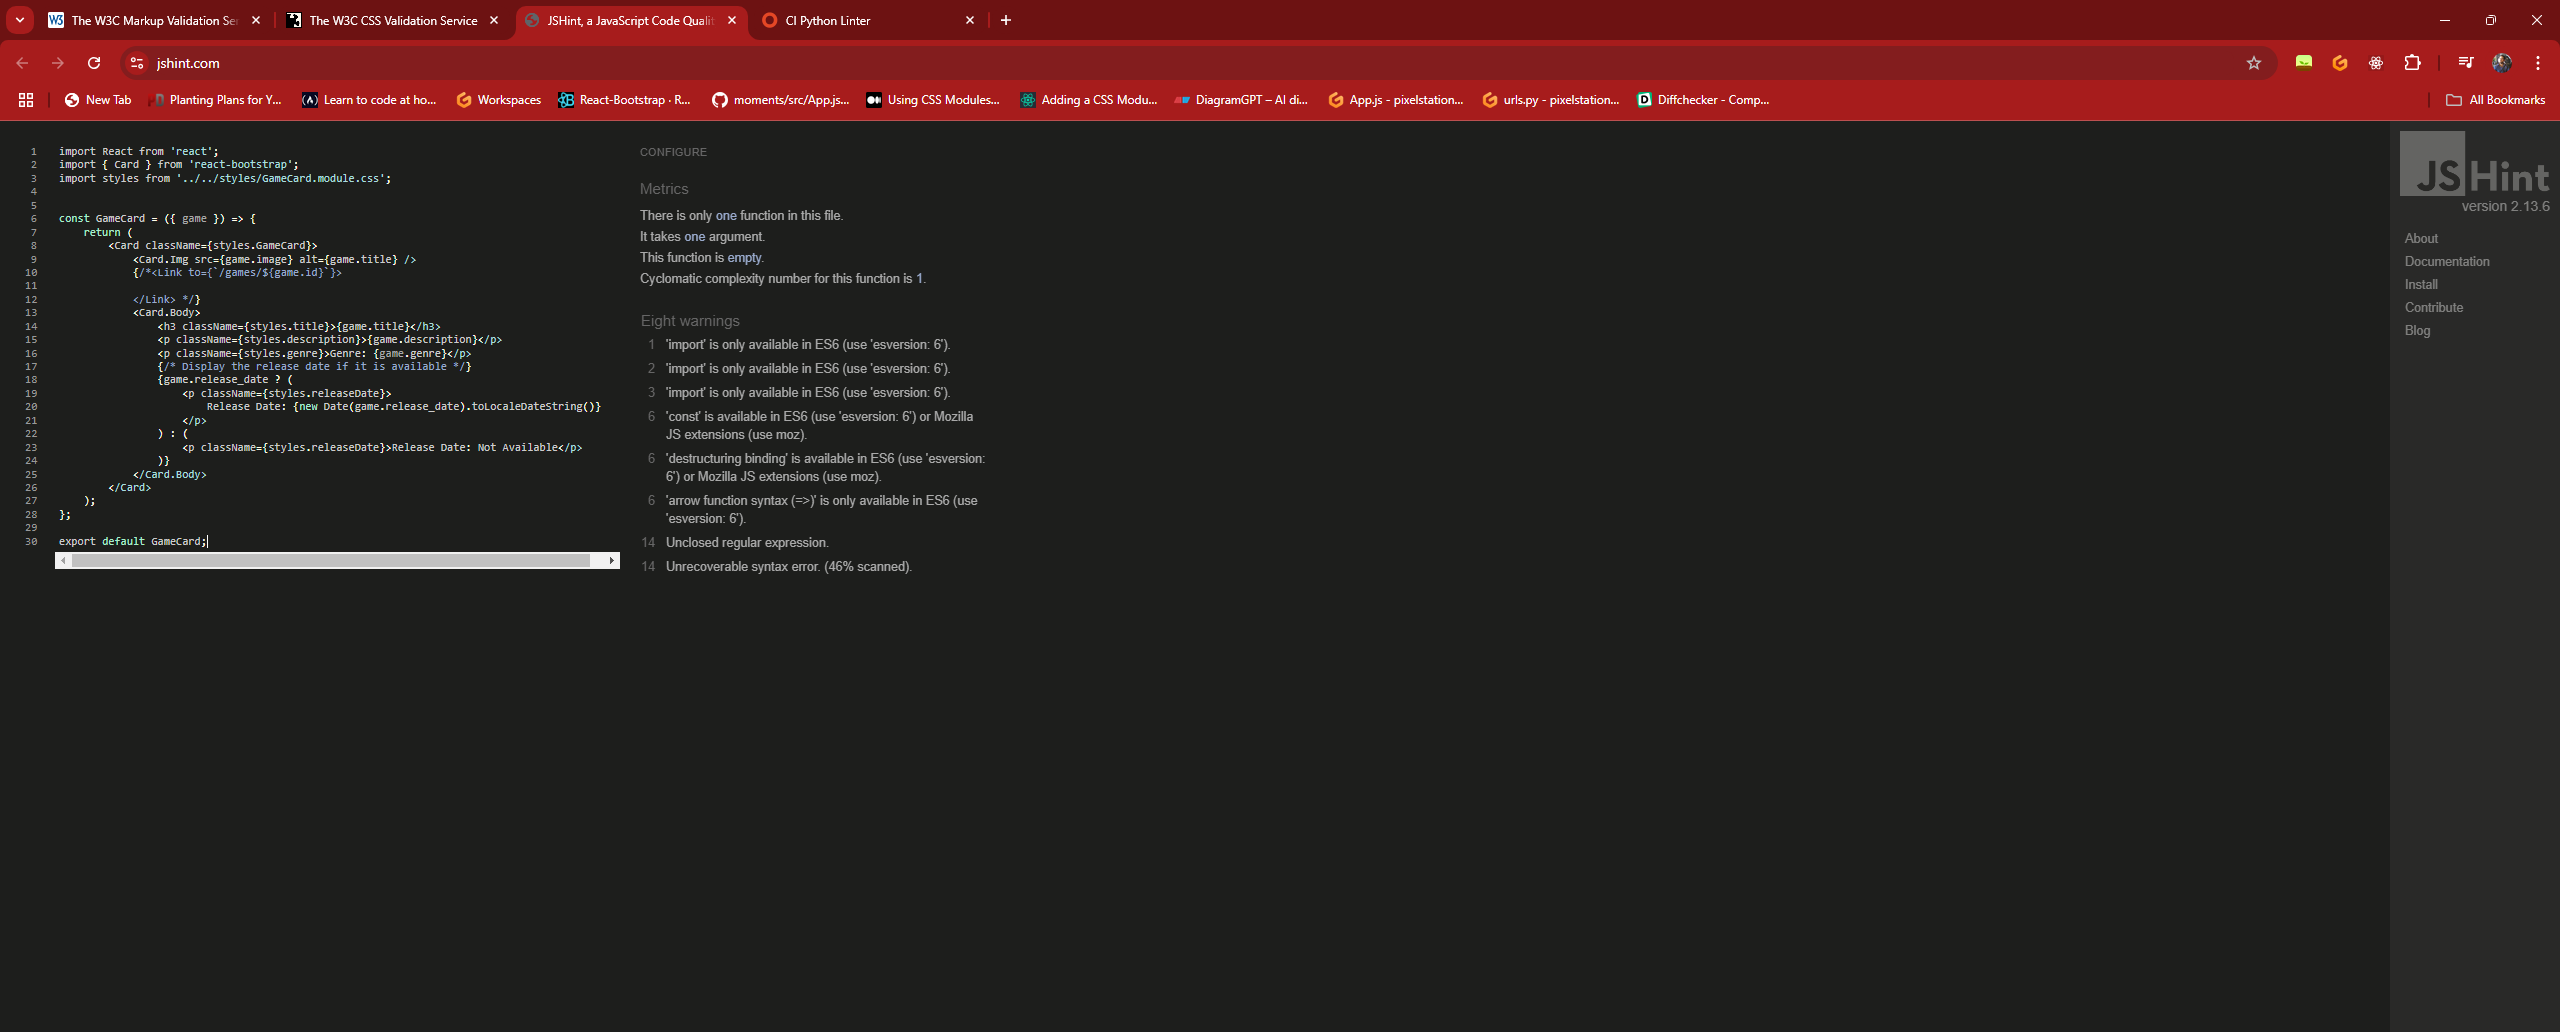 The W3C Markup Validation Se
The W3C CSS Validation Service
JSHint, a JavaScript Code Qualit
CI Python Linter
jshint.com
New Tab
Planting Plans for Y...
Learn to code at ho...
Workspaces
React-Bootstrap · R...
moments/src/App.js...
Using CSS Modules...
Adding a CSS Modu...
DiagramGPT – AI di...
App.js - pixelstation...
urls.py - pixelstation...
Diffchecker - Comp...
All Bookmarks
1 import React from 'react';
2 import { Card } from 'react-bootstrap';
3 import styles from '../../styles/GameCard.module.css';
4
5
6 const GameCard = ({ game }) => {
7 return (
8 <Card className={styles.GameCard}>
9 <Card.Img src={game.image} alt={game.title} />
10 {/*<Link to={`/games/${game.id}`}>
11
12 </Link> */}
13 <Card.Body>
14 <h3 className={styles.title}>{game.title}</h3>
15 <p className={styles.description}>{game.description}</p>
16 <p className={styles.genre}>Genre: {game.genre}</p>
17 {/* Display the release date if it is available */}
18 {game.release_date ? (
19 <p className={styles.releaseDate}>
20 Release Date: {new Date(game.release_date).toLocaleDateString()}
21 </p>
22 ) : (
23 <p className={styles.releaseDate}>Release Date: Not Available</p>
24 )}
25 </Card.Body>
26 </Card>
27 );
28 };
29
30 export default GameCard;
CONFIGURE
Metrics
There is only one function in this file.
It takes one argument.
This function is empty.
Cyclomatic complexity number for this function is 1.
Eight warnings
1 'import' is only available in ES6 (use 'esversion: 6').
2 'import' is only available in ES6 (use 'esversion: 6').
3 'import' is only available in ES6 (use 'esversion: 6').
6 'const' is available in ES6 (use 'esversion: 6') or Mozilla
JS extensions (use moz).
6 'destructuring binding' is available in ES6 (use 'esversion:
6') or Mozilla JS extensions (use moz).
6 'arrow function syntax (=>)' is only available in ES6 (use
'esversion: 6').
14 Unclosed regular expression.
14 Unrecoverable syntax error. (46% scanned).
JSHint
version 2.13.6
About
Documentation
Install
Contribute
Blog